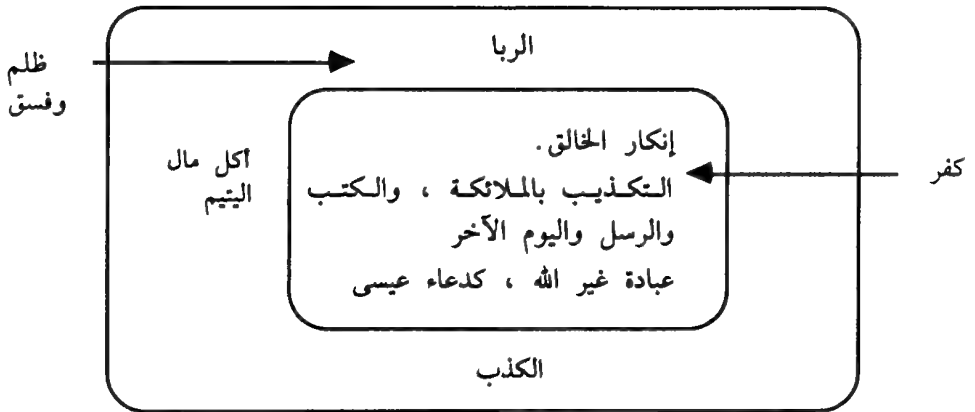 الربا
ظلم
وفسق
إنكار الخالق.
التكذيب بالملائكة ، والكتب
والرسل واليوم الآخر
عبادة غير الله ، كدعاء عيسى
كفر
أكل مال
اليتيم
الكذب